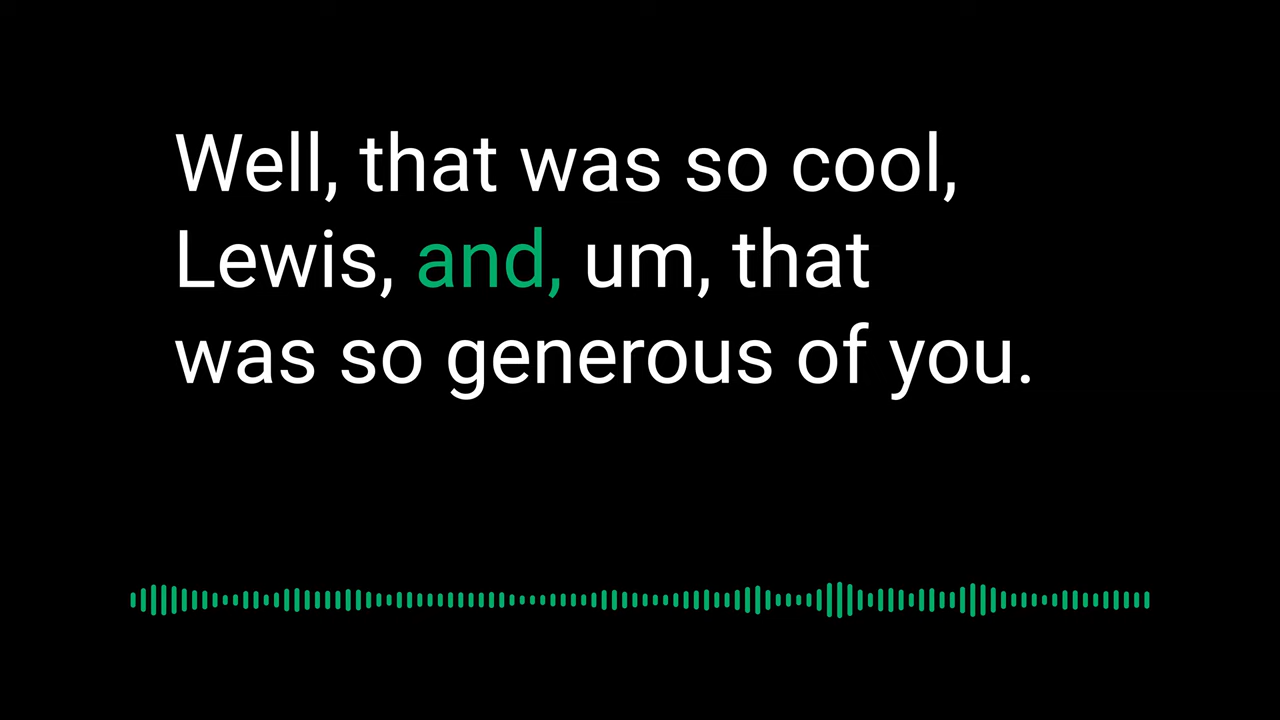 Well, that was so cool,
Lewis, and, um, that
was so generous of you.